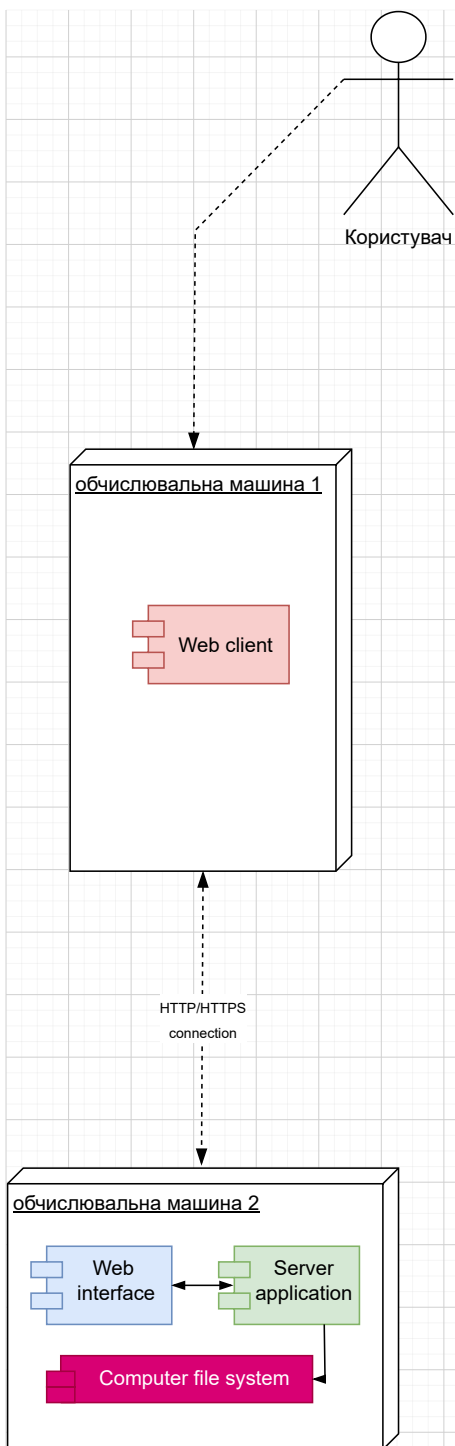 Користувач
обчислювальна машина 1
Web client
HTTP/HTTPS
connection
обчислювальна машина 2
Web
interface
Server
application
Computer file system